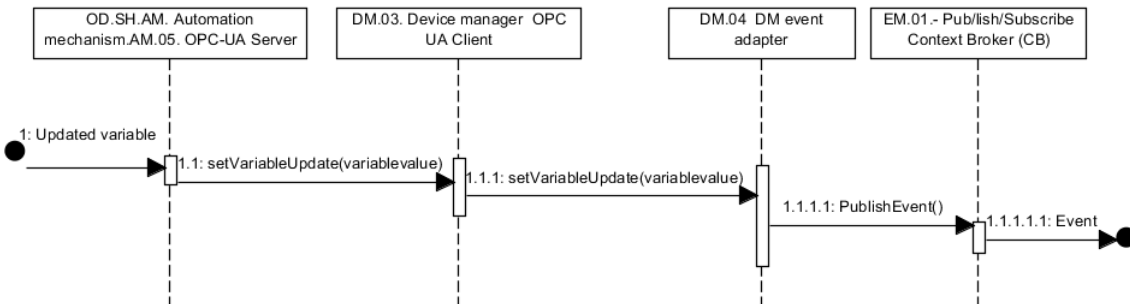 OD.SH.AM. Automation
mechanism.AM.05. OPC-UA Server
DM.03. Device manager OPC
UA Client
DM.04 DM event
adapter
EM.01.- Pub/lish/Subscribe
Context Broker (CB)
1: Updated variable
1.1: setVariableUpdate(variablevalue)
1.1.1: setVariableUpdate(variablevalue)
1.1.1.1: PublishEvent()
1.1.1.1.1: Event